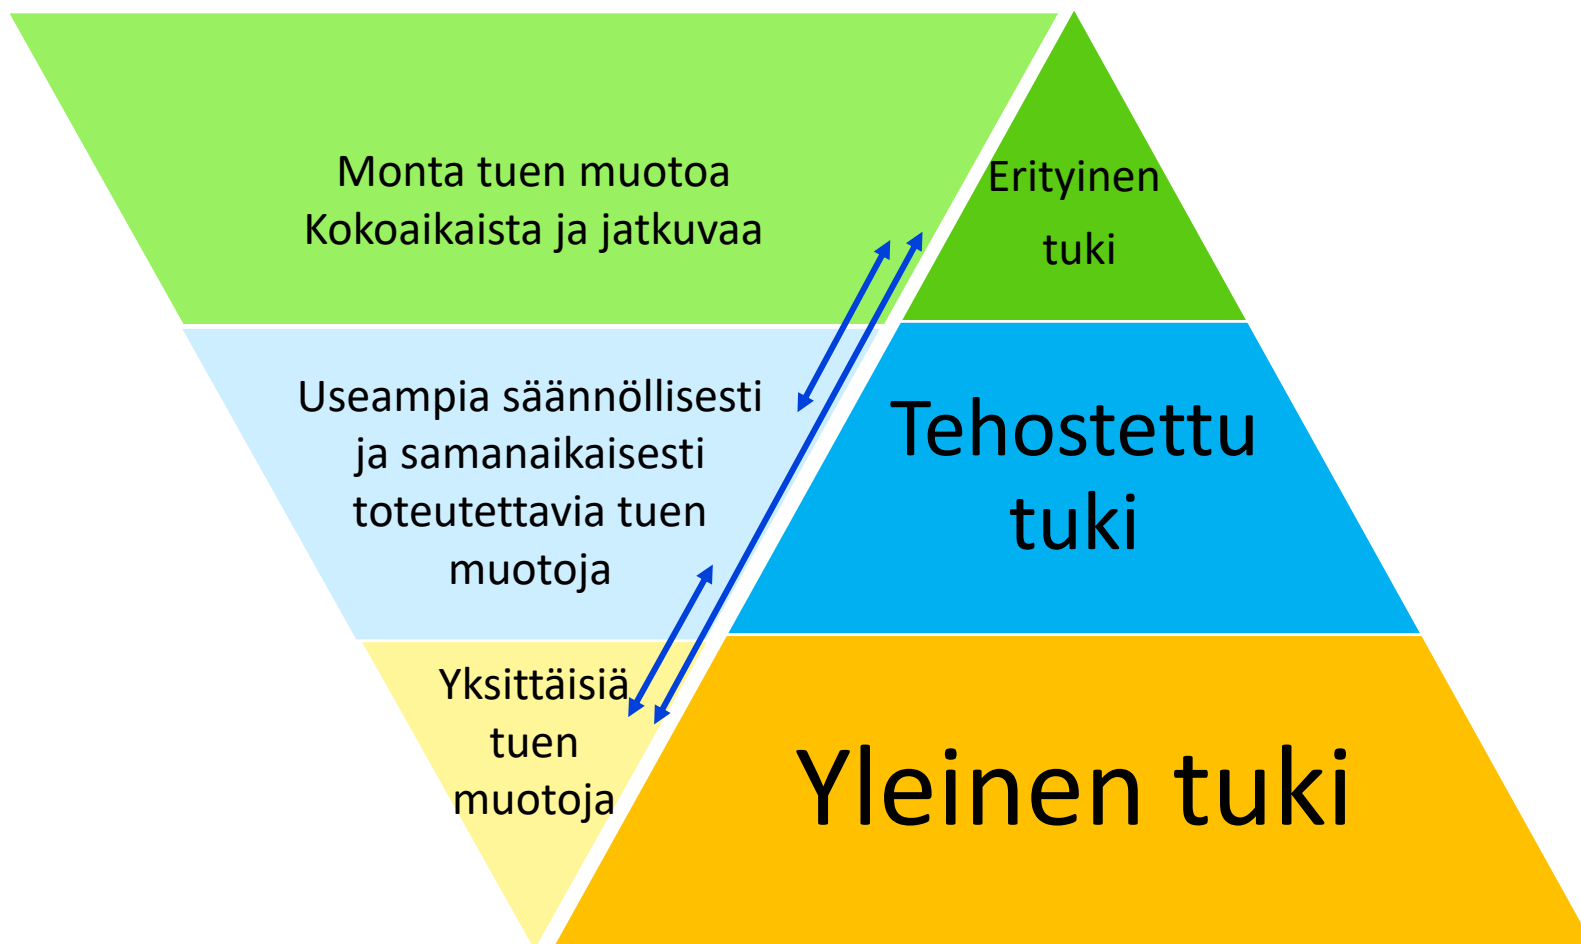 Monta tuen muotoa
Kokoaikaista ja jatkuvaa
Erityinen
tuki
Useampia säännöllisesti
ja samanaikaisesti
toteutettavia tuen
muotoja
Tehostettu
tuki
Yksittäisiä
tuen
muotoja
Yleinen tuki